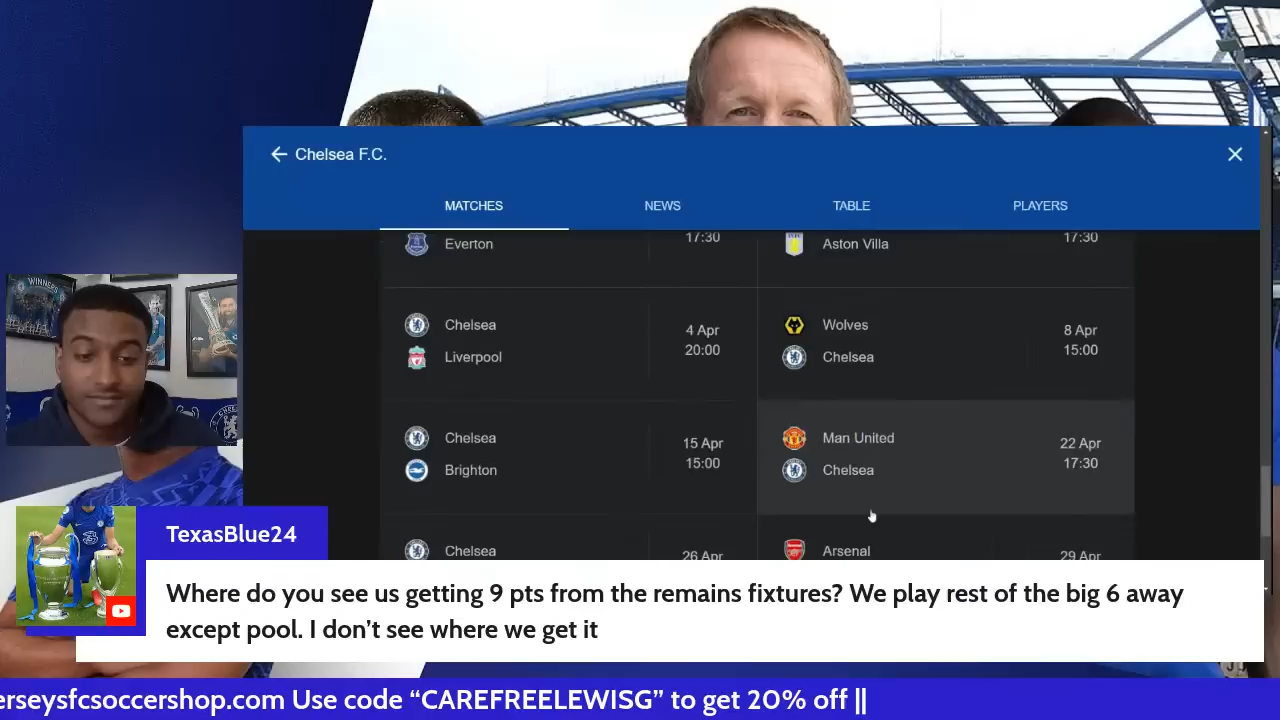 Chelsea F.C.
MATCHES
NEWS
TABLE
PLAYERS
Everton
17:30
Aston Villa
17:30
Chelsea
Liverpool
4 Apr
20:00
Wolves
Chelsea
8 Apr
15:00
Chelsea
Brighton
15 Apr
15:00
Man United
Chelsea
22 Apr
17:30
Chelsea
26 Apr
Arsenal
29 Apr
WINNERS
TexasBlue24
Where do you see us getting 9 pts from the remains fixtures? We play rest of the big 6 away
except pool. I don't see where we get it
erseysfcsoccershop.com Use code “CAREFREELEWISG” to get 20% off ||